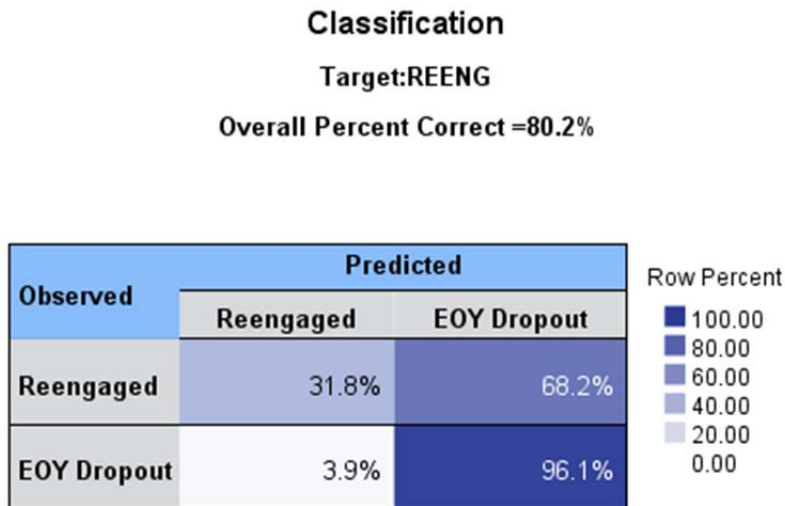 Classification
Target:REENG
Overall Percent Correct =80.2%
Observed
Predicted
Reengaged EOY Dropout
Reengaged 31.8% 68.2%
EOY Dropout 3.9% 96.1%
Row Percent
100.00
80.00
60.00
40.00
20.00
0.00